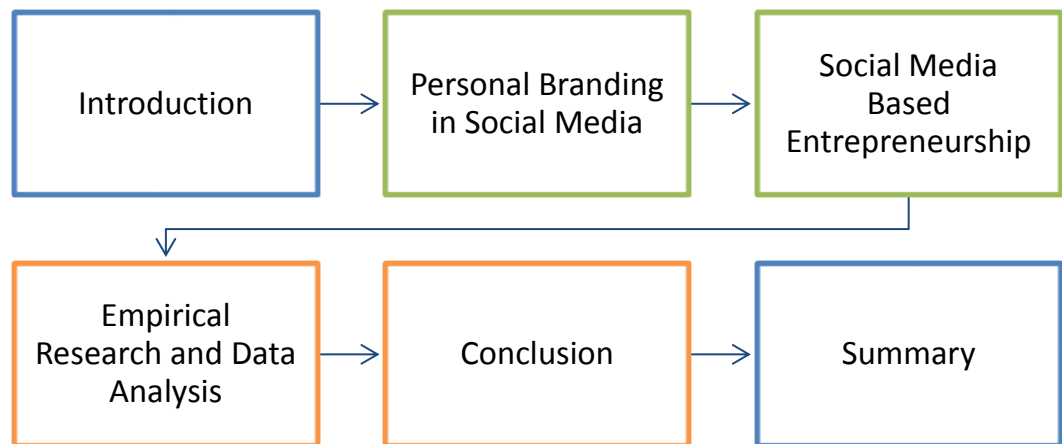 Introduction
Personal Branding
in Social Media
Social Media
Based
Entrepreneurship
Empirical
Research and Data
Analysis
Conclusion
Summary